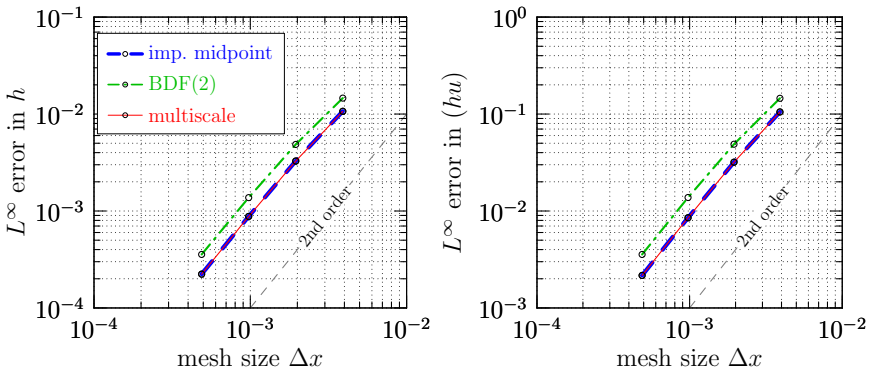 10⁻¹
10⁻²
10⁻³
10⁻⁴
L^∞ error in h
imp. midpoint
BDF(2)
multiscale
2nd order
10⁻⁴
10⁻³
10⁻²
mesh size Δx
10⁰
10⁻¹
10⁻²
10⁻³
L^∞ error in (hu)
2nd order
10⁻⁴
10⁻³
10⁻²
mesh size Δx